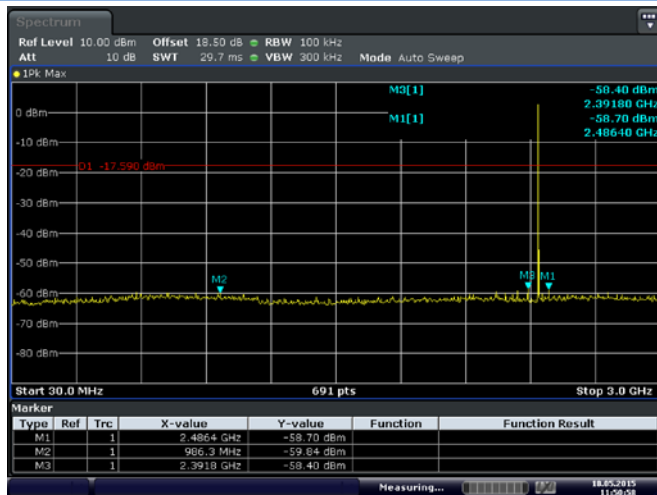 Spectrum
Ref Level 10.00 dBm Offset 18.50 dB RBW 100 kHz
Att 10 dB SWT 29.7 ms VBW 300 kHz Mode Auto Sweep
1Pk Max
M3[1] -58.40 dBm
2.39180 GHz
0 dBm
M1[1] -58.70 dBm
2.48640 GHz
-10 dBm
D1 -17.590 dBm
-20 dBm
-30 dBm
-40 dBm
-50 dBm
M2 M3 M1
-60 dBm
-70 dBm
-80 dBm
Start 30.0 MHz 691 pts Stop 3.0 GHz
Marker
Type Ref Trc X-value Y-value Function Function Result
M1 1 2.4864 GHz -58.70 dBm
M2 1 986.3 MHz -59.84 dBm
M3 1 2.3918 GHz -58.40 dBm
Measuring... 18.05.2015
11:50:58